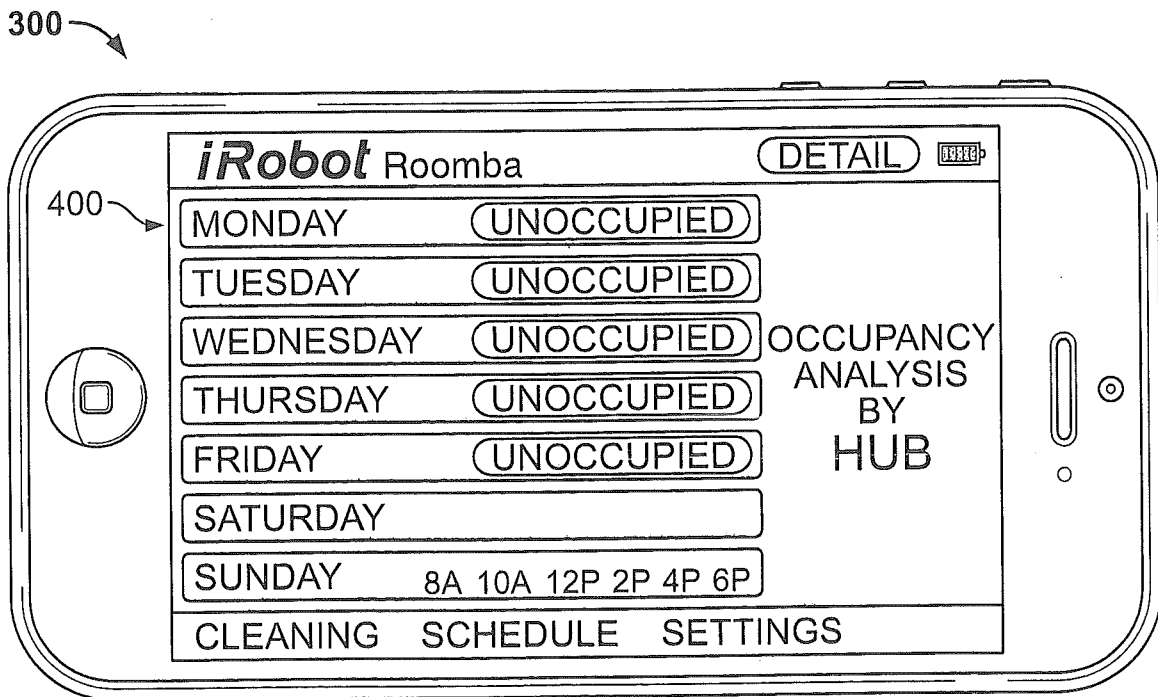 300
iRobot Roomba DETAIL
400
MONDAY UNOCCUPIED
TUESDAY UNOCCUPIED
WEDNESDAY UNOCCUPIED
THURSDAY UNOCCUPIED
FRIDAY UNOCCUPIED
SATURDAY
SUNDAY 8A 10A 12P 2P 4P 6P
OCCUPANCY
ANALYSIS
BY
HUB
CLEANING SCHEDULE SETTINGS